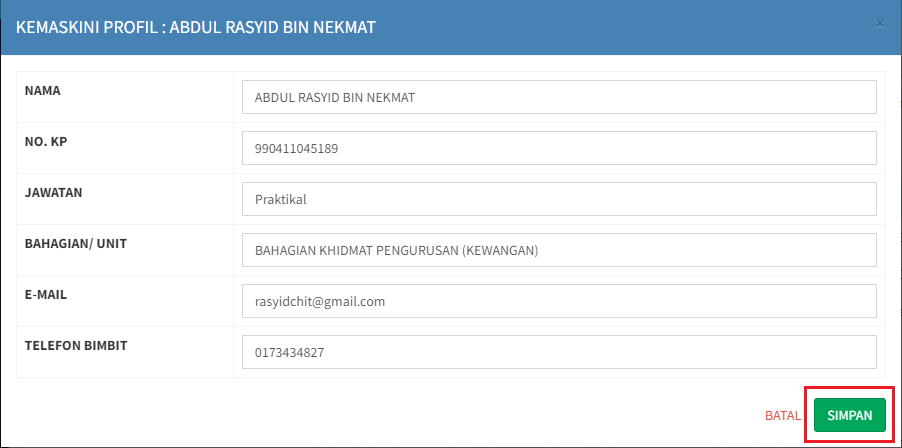 KEMASKINI PROFIL : ABDUL RASYID BIN NEKMAT
×
NAMA
ABDUL RASYID BIN NEKMAT
NO. KP
990411045189
JAWATAN
Praktikal
BAHAGIAN/ UNIT
BAHAGIAN KHIDMAT PENGURUSAN (KEWANGAN)
E-MAIL
rasyidchit@gmail.com
TELEFON BIMBIT
0173434827
BATAL SIMPAN